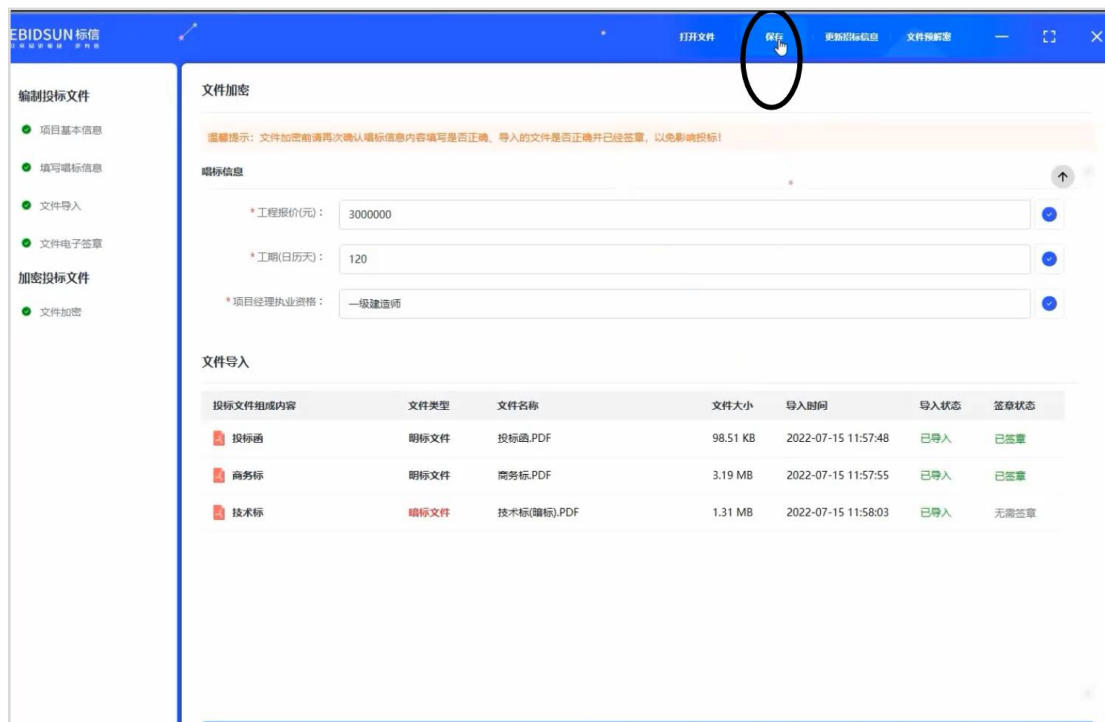 EBIDSUN标信
打开文件 保存 更新招标信息 文件预解密
编制投标文件
项目基本信息
填写唱标信息
文件导入
文件电子签章
加密投标文件
文件加密
文件加密
温馨提示：文件加密前请再次确认唱标信息内容填写是否正确、导入的文件是否正确并已经签章，以免影响投标！
唱标信息
*工程报价(元)： 3000000
*工期(日历天)： 120
*项目经理执业资格： 一级建造师
文件导入
投标文件组成内容 文件类型 文件名称 文件大小 导入时间 导入状态 签章状态
投标函 明标文件 投标函.PDF 98.51 KB 2022-07-15 11:57:48 已导入 已签章
商务标 明标文件 商务标.PDF 3.19 MB 2022-07-15 11:57:55 已导入 已签章
技术标 暗标文件 技术标(暗标).PDF 1.31 MB 2022-07-15 11:58:03 已导入 无需签章